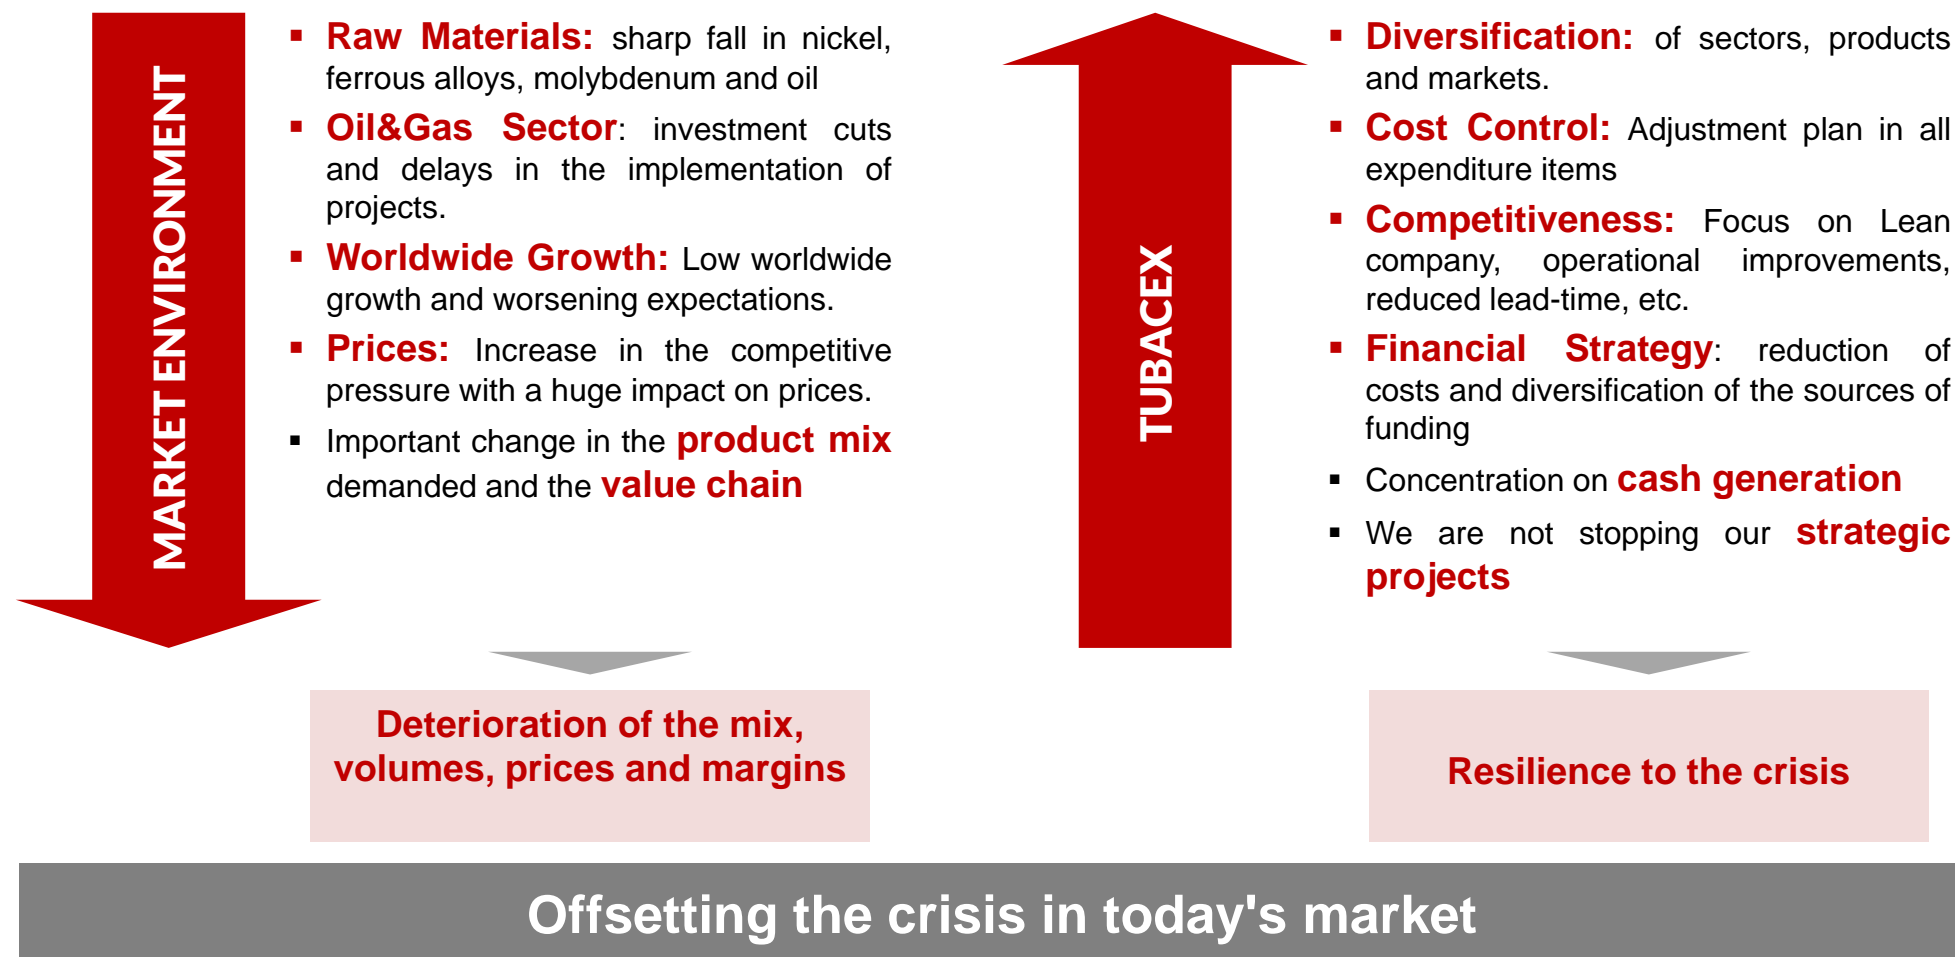 MARKET ENVIRONMENT
▪ Raw Materials: sharp fall in nickel,
ferrous alloys, molybdenum and oil
▪ Oil&Gas Sector: investment cuts
and delays in the implementation of
projects.
▪ Worldwide Growth: Low worldwide
growth and worsening expectations.
▪ Prices: Increase in the competitive
pressure with a huge impact on prices.
▪ Important change in the product mix
demanded and the value chain
Deterioration of the mix,
volumes, prices and margins
TUBACEX
▪ Diversification: of sectors, products
and markets.
▪ Cost Control: Adjustment plan in all
expenditure items
▪ Competitiveness: Focus on Lean
company, operational improvements,
reduced lead-time, etc.
▪ Financial Strategy: reduction of
costs and diversification of the sources of
funding
▪ Concentration on cash generation
▪ We are not stopping our strategic
projects
Resilience to the crisis
Offsetting the crisis in today's market